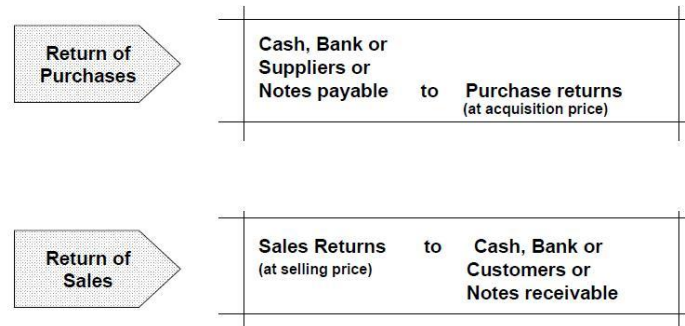 Return of
Purchases
Cash, Bank or
Suppliers or
Notes payable to Purchase returns
(at acquisition price)
Return of
Sales
Sales Returns to Cash, Bank or
(at selling price) Customers or
Notes receivable